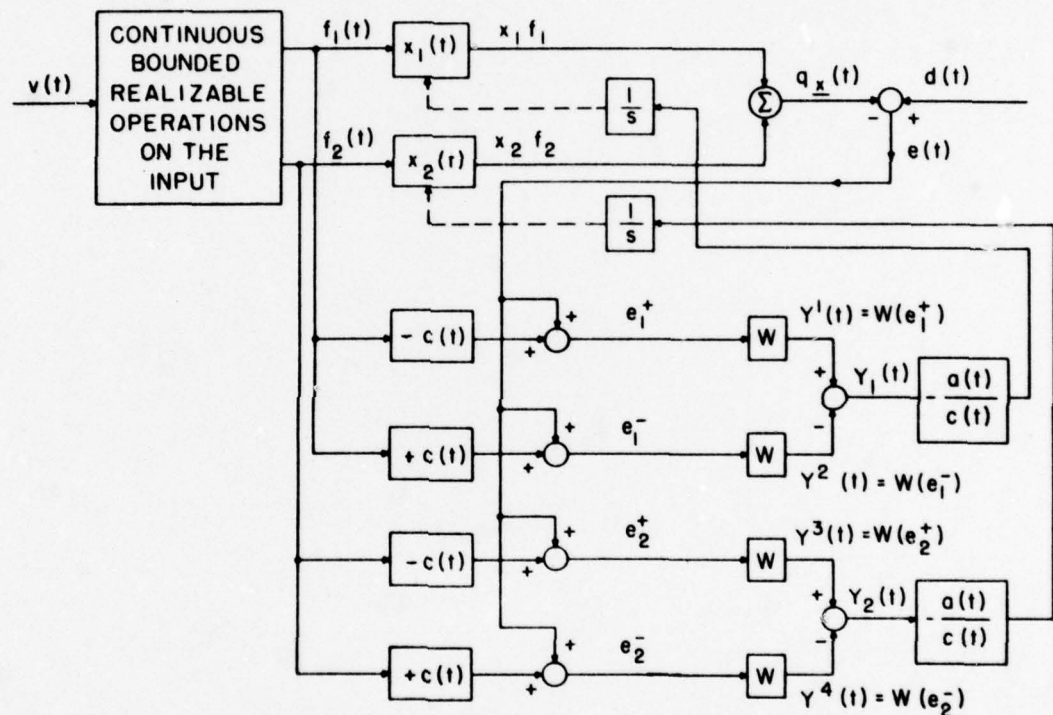 CONTINUOUS
BOUNDED
REALIZABLE
OPERATIONS
ON THE
INPUT
v(t)
f₁(t)
x₁(t)
x₁ f₁
1
s
Σ
q_x(t)
d(t)
-
+
e(t)
f₂(t)
x₂(t)
x₂ f₂
1
s
- c(t)
+
+
e₁⁺
W
Y¹(t) = W(e₁⁺)
+
Y₁(t)
- a(t)
c(t)
+ c(t)
+
+
e₁⁻
W
-
Y² (t) = W(e₁⁻)
- c(t)
+
+
e₂⁺
W
Y³(t) = W(e₂⁺)
+
Y₂(t)
- a(t)
c(t)
+ c(t)
+
+
e₂⁻
W
-
Y⁴ (t) = W(e₂⁻)